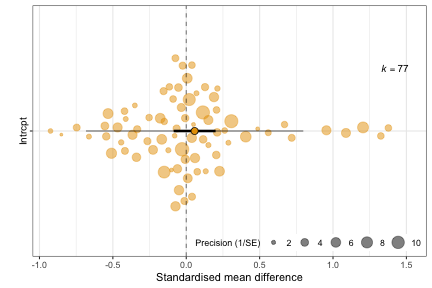 k = 77
Intrcpt
Precision (1/SE) 2 4 6 8 10
-1.0 -0.5 0.0 0.5 1.0 1.5
Standardised mean difference